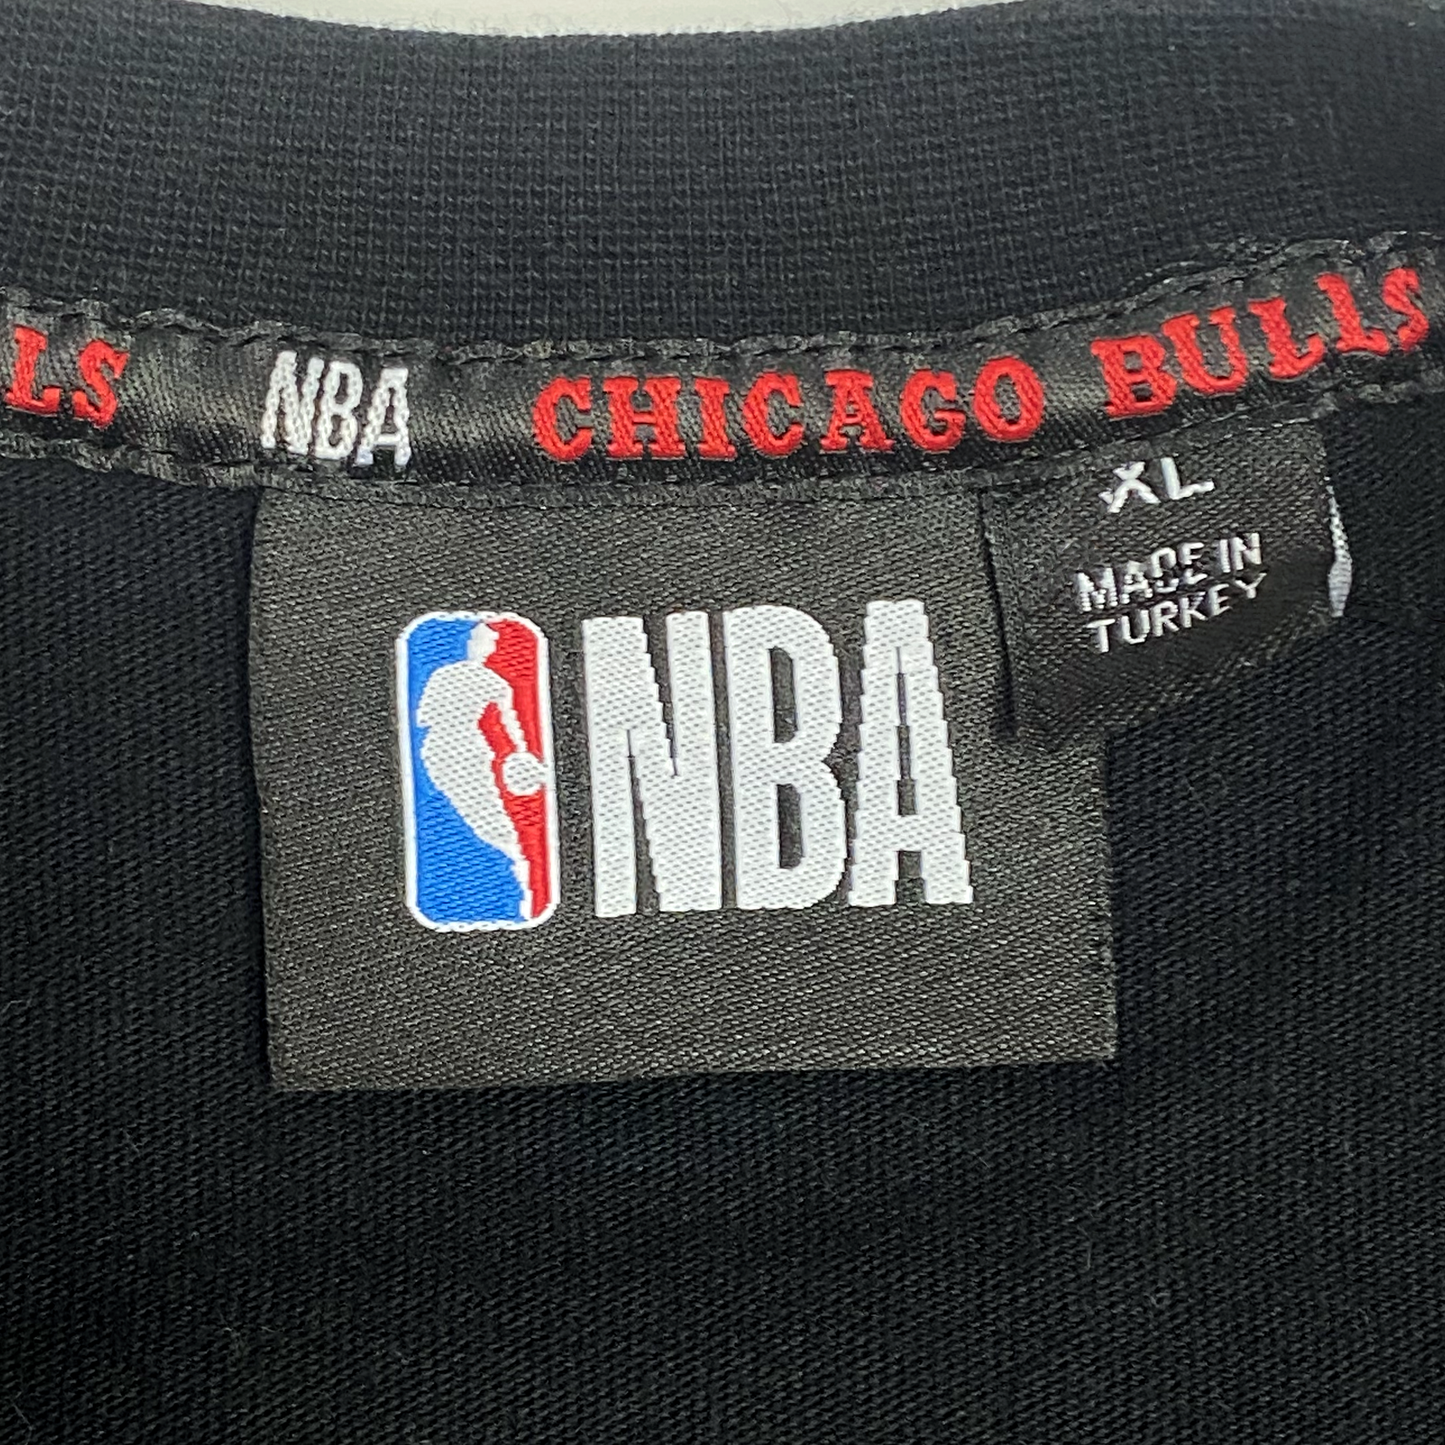 LS NBA CHICAGO BULLS
XL
MADE IN
TURKEY
NBA